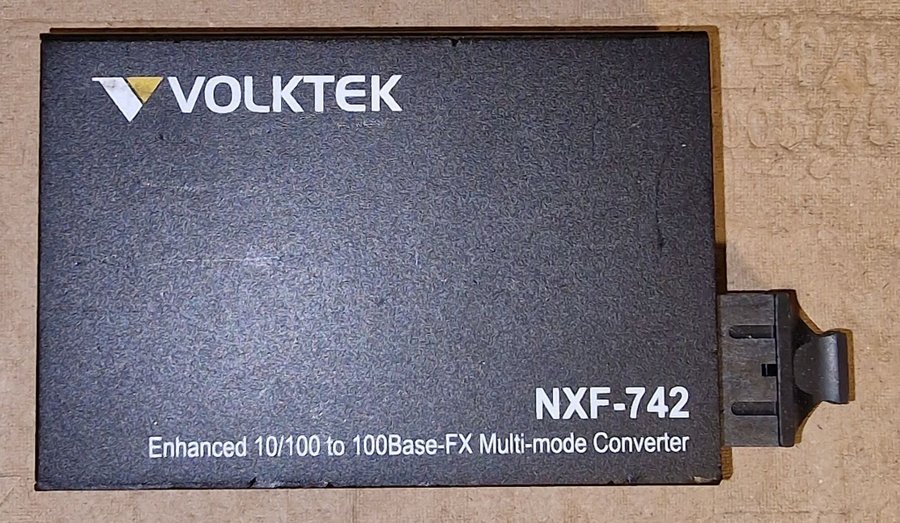 VOLKTEK
NXF-742
Enhanced 10/100 to 100Base-FX Multi-mode Converter